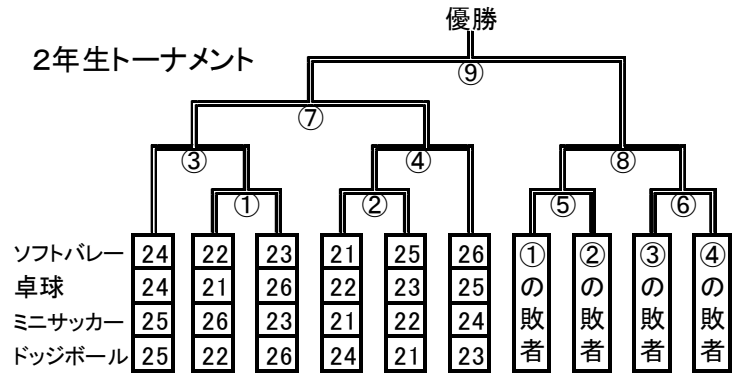 優勝
2年生トーナメント
⑨
⑦
③ ④ ⑧
① ② ⑤ ⑥
ソフトバレー 24 22 23 21 25 26
卓球 24 21 26 22 23 25
ミニサッカー 25 26 23 21 22 24
ドッジボール 25 22 26 24 21 23
①の敗者
②の敗者
③の敗者
④の敗者